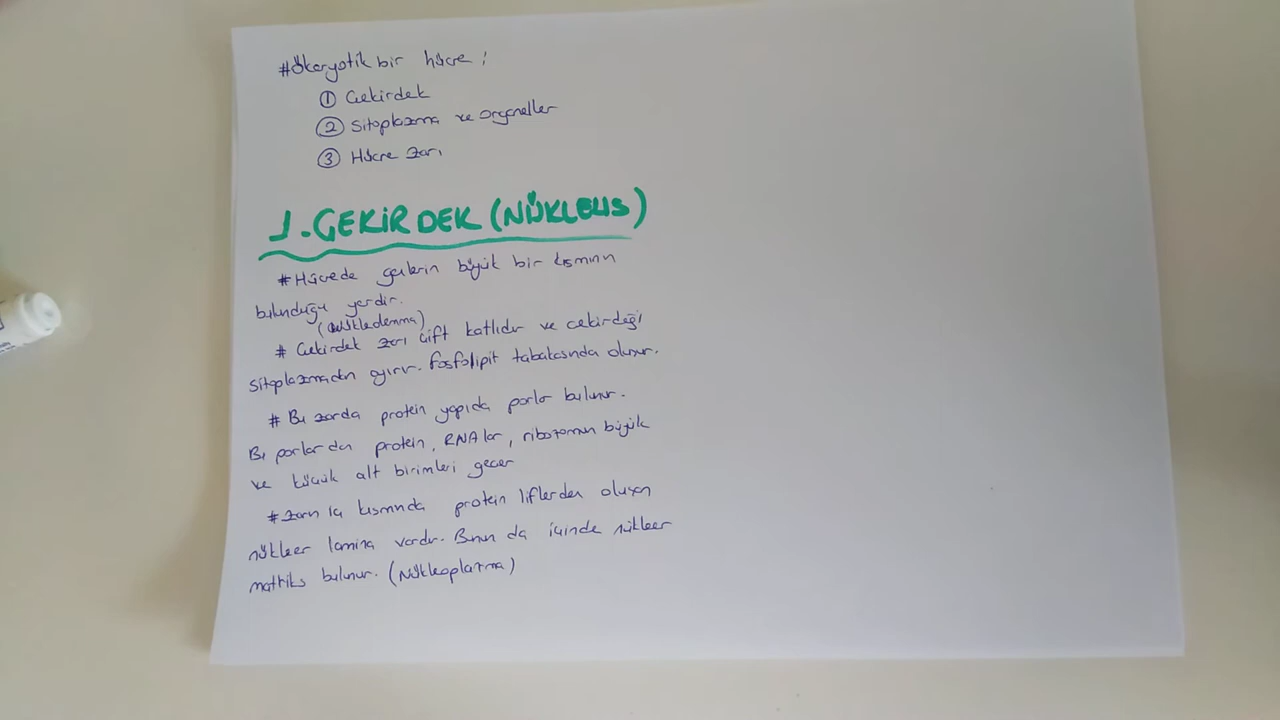 #Ökaryotik bir hücre ;
① Çekirdek
② Sitoplazma ve organeller
③ Hücre zarı
1. ÇEKİRDEK (NÜKLEUS)
#Hücrede genlerin büyük bir kısmının
bulunduğu yerdir.
(nükleolemma)
# Çekirdek zarı çift katlıdır ve çekirdeği
sitoplazmadan ayırır. Fosfolipit tabakasında oluşur.
# Bu zarda protein yapıda porlar bulunur.
Bu porlardan protein, RNAlar, ribozomun büyük
ve küçük alt birimleri geçer
#Zarın iç kısmında protein liflerden oluşan
nükleer lamina vardır. Bunun da içinde nükleer
matriks bulunur. (Nükleoplazma)